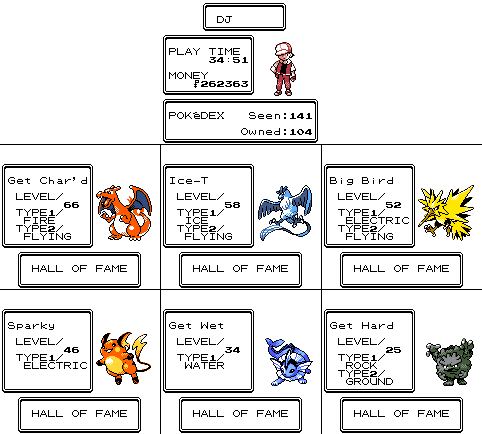 DJ
PLAY TIME
34:51
MONEY
₽262363
POKéDEX Seen:141
Owned:104
Get Char'd
LEVEL/
66
TYPE1/
FIRE
TYPE2/
FLYING
HALL OF FAME
Ice-T
LEVEL/
58
TYPE1/
ICE
TYPE2/
FLYING
HALL OF FAME
Big Bird
LEVEL/
52
TYPE1/
ELECTRIC
TYPE2/
FLYING
HALL OF FAME
Sparky
LEVEL/
46
TYPE1/
ELECTRIC
HALL OF FAME
Get Wet
LEVEL/
34
TYPE1/
WATER
HALL OF FAME
Get Hard
LEVEL/
25
TYPE1/
ROCK
TYPE2/
GROUND
HALL OF FAME